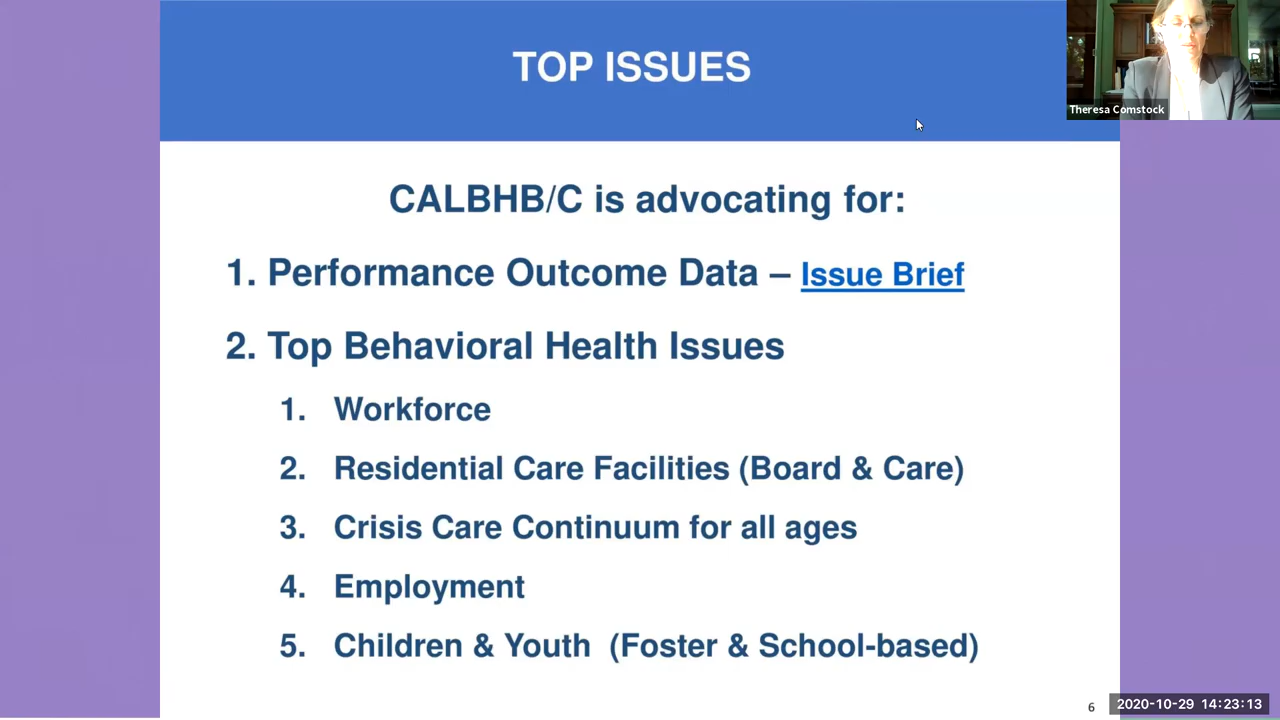 TOP ISSUES
Theresa Comstock
CALBHB/C is advocating for:
1. Performance Outcome Data – Issue Brief
2. Top Behavioral Health Issues
1. Workforce
2. Residential Care Facilities (Board & Care)
3. Crisis Care Continuum for all ages
4. Employment
5. Children & Youth (Foster & School-based)
6
2020-10-29 14:23:13